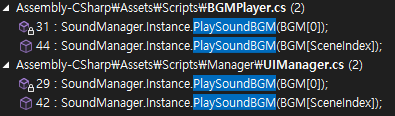 Assembly-CSharp₩Assets₩Scripts₩BGMPlayer.cs (2)
31 : SoundManager.Instance.PlaySoundBGM(BGM[0]);
44 : SoundManager.Instance.PlaySoundBGM(BGM[SceneIndex]);
Assembly-CSharp₩Assets₩Scripts₩Manager₩UIManager.cs (2)
29 : SoundManager.Instance.PlaySoundBGM(BGM[0]);
42 : SoundManager.Instance.PlaySoundBGM(BGM[SceneIndex]);